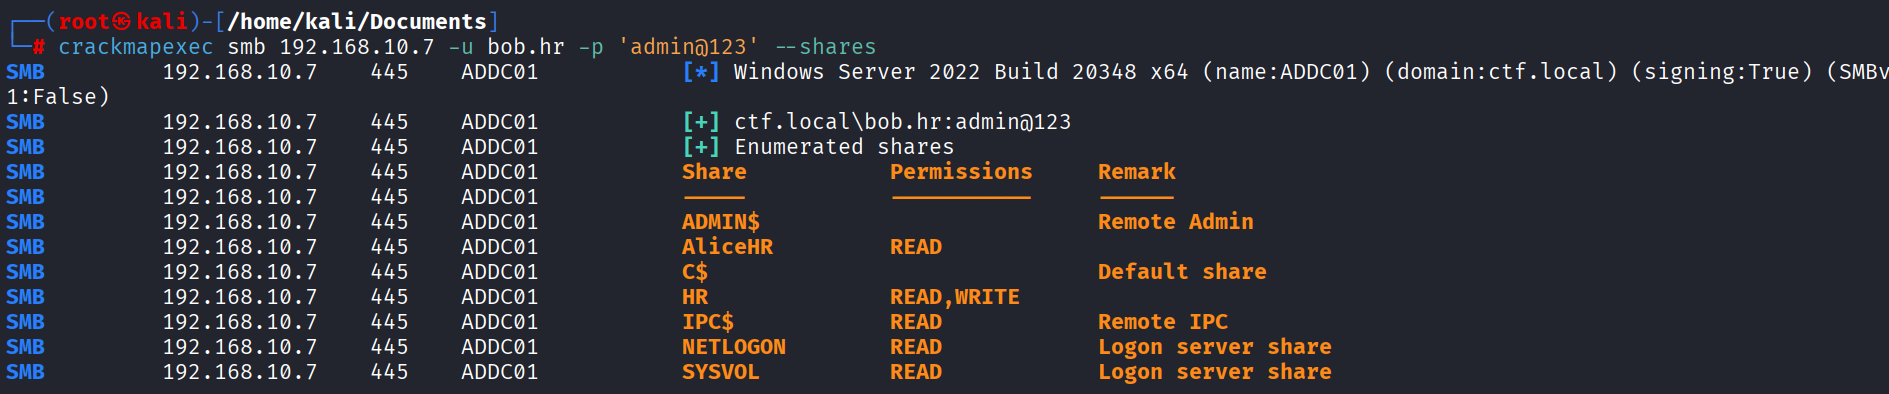 ┌──(root㉿kali)-[/home/kali/Documents]
└─# crackmapexec smb 192.168.10.7 -u bob.hr -p 'admin@123' --shares
SMB         192.168.10.7    445    ADDC01           [*] Windows Server 2022 Build 20348 x64 (name:ADDC01) (domain:ctf.local) (signing:True) (SMBv
1:False)
SMB         192.168.10.7    445    ADDC01           [+] ctf.local\bob.hr:admin@123
SMB         192.168.10.7    445    ADDC01           [+] Enumerated shares
SMB         192.168.10.7    445    ADDC01           Share           Permissions     Remark
SMB         192.168.10.7    445    ADDC01           -----           -----------     ------
SMB         192.168.10.7    445    ADDC01           ADMIN$                          Remote Admin
SMB         192.168.10.7    445    ADDC01           AliceHR         READ
SMB         192.168.10.7    445    ADDC01           C$                              Default share
SMB         192.168.10.7    445    ADDC01           HR              READ,WRITE
SMB         192.168.10.7    445    ADDC01           IPC$            READ            Remote IPC
SMB         192.168.10.7    445    ADDC01           NETLOGON        READ            Logon server share
SMB         192.168.10.7    445    ADDC01           SYSVOL          READ            Logon server share